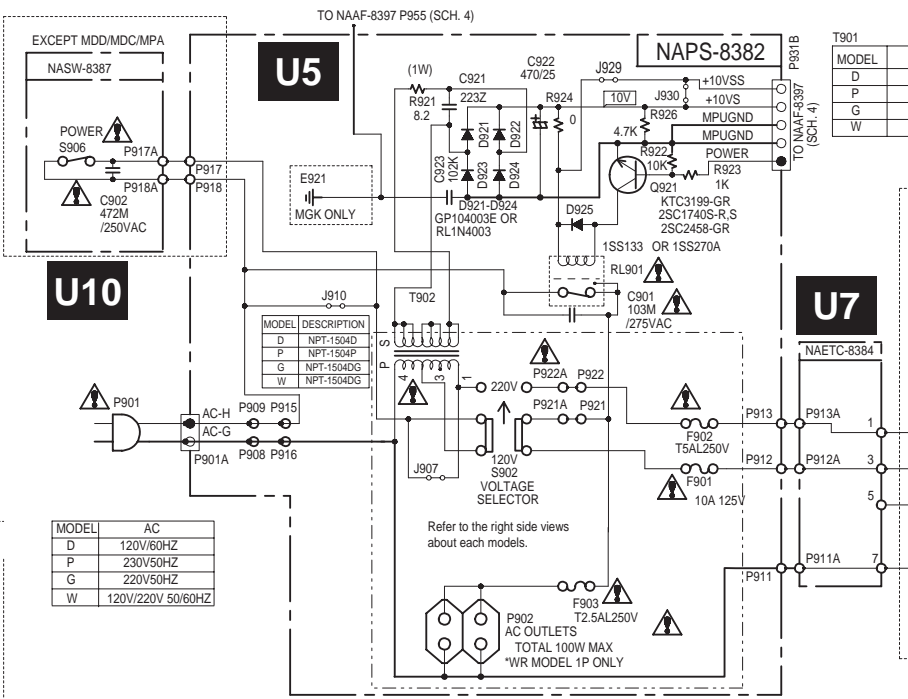 TO NAAF-8397 P955 (SCH. 4)
EXCEPT MDD/MDC/MPA
NASW-8387
POWER
S906
P917A
P918A
P917
P918
C902
472M
/250VAC
U10
U5
NAPS-8382
P931B
(1W)
R921
8.2
C921
223Z
C922
470/25
R924
0
J929
10V
J930
+10VSS
+10VS
MPUGND
MPUGND
POWER
TO NAAF-8397
(SCH. 4)
R926
4.7K
R922
10K
R923
1K
Q921
KTC3199-GR
2SC1740S-R,S
2SC2458-GR
D921
D922
D923
D924
C923
102K
D921-D924
GP104003E OR
RL1N4003
E921
MGK ONLY
D925
1SS133 OR 1SS270A
RL901
C901
103M
/275VAC
T901
MODEL
D
P
G
W
J910
T902
MODEL DESCRIPTION
D NPT-1504D
P NPT-1504P
G NPT-1504DG
W NPT-1504DG
P S
4 3 1
220V
P922A P922
P921A P921
120V
S902
VOLTAGE
SELECTOR
J907
F902
T5AL250V
F901
10A 125V
P913
P912
P911
U7
NAETC-8384
P913A
P912A
P911A
1
3
5
7
P901
AC-H
AC-G
P901A
P909 P915
P908 P916
Refer to the right side views
about each models.
MODEL AC
D 120V/60HZ
P 230V50HZ
G 220V50HZ
W 120V/220V 50/60HZ
F903
T2.5AL250V
P902
AC OUTLETS
TOTAL 100W MAX
*WR MODEL 1P ONLY